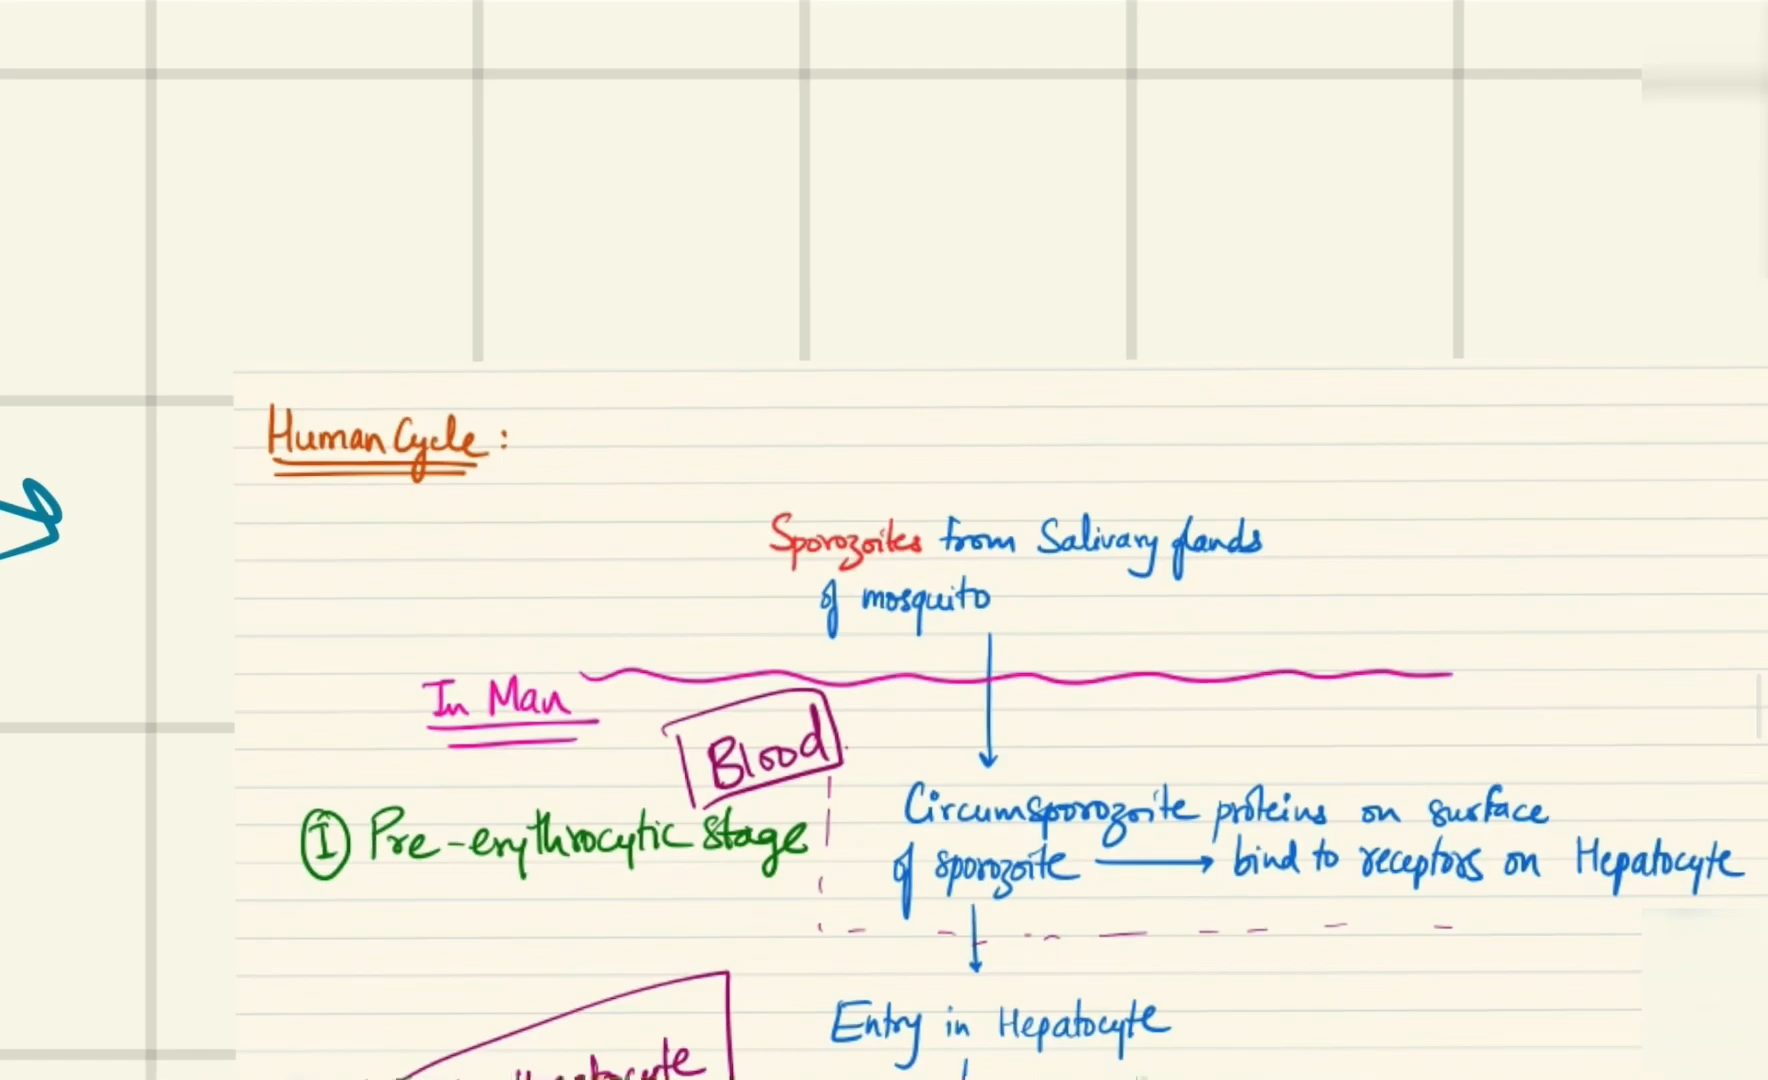 Human Cycle :
Sporozoites from Salivary glands
of mosquito
In Man
Blood
I Pre-erythrocytic stage
Circumsporozoite proteins on surface
of sporozoite → bind to receptors on Hepatocyte
Entry in Hepatocyte